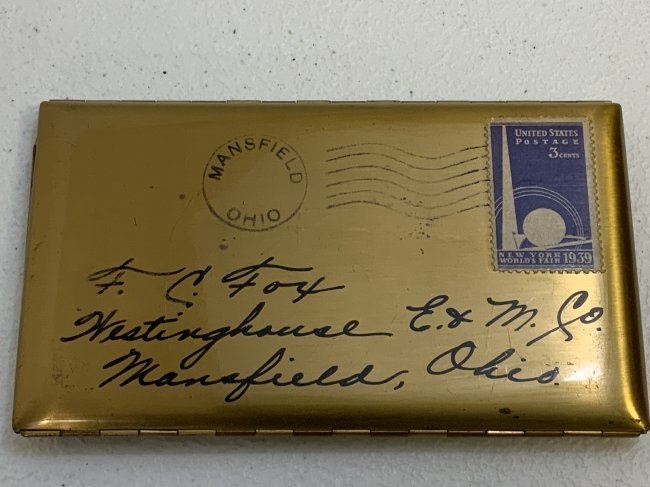 MANSFIELD
OHIO
UNITED STATES
POSTAGE
3 CENTS
NEW YORK
WORLD'S FAIR 1939
F. C. Fox
Westinghouse E. & M. Co.
Mansfield, Ohio.